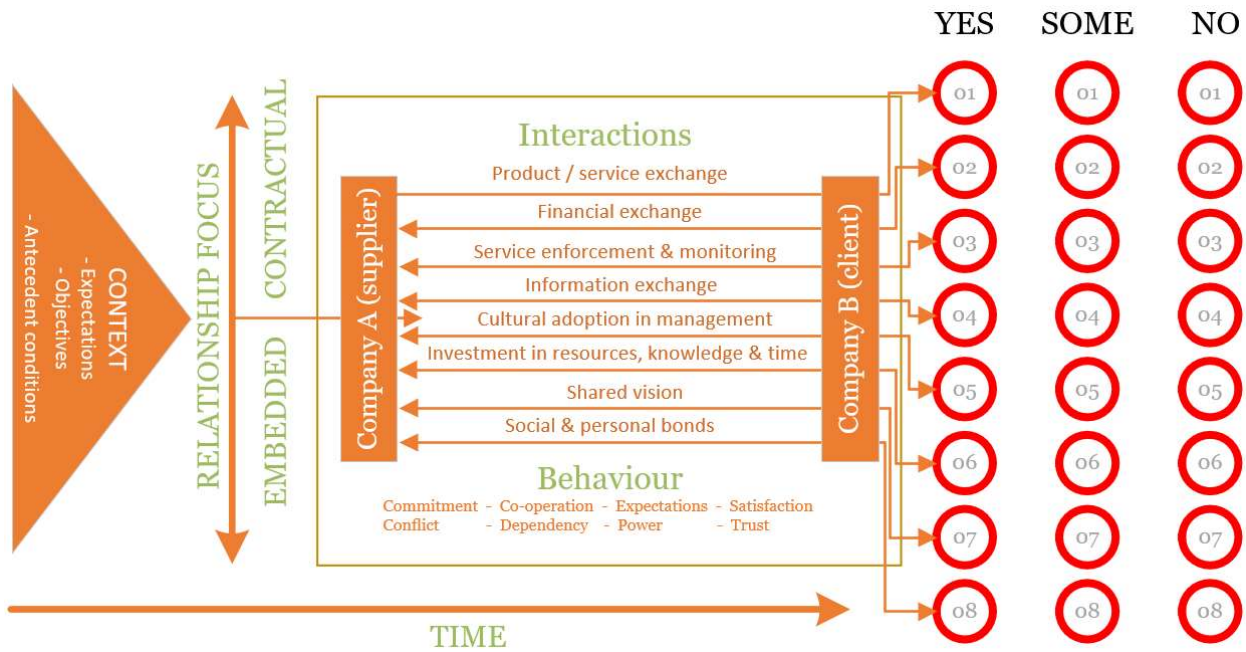 YES SOME NO
CONTEXT
- Expectations
- Objectives
- Antecedent conditions
RELATIONSHIP FOCUS
CONTRACTUAL
EMBEDDED
Interactions
Company A (supplier)
Product / service exchange
Financial exchange
Service enforcement & monitoring
Information exchange
Cultural adoption in management
Investment in resources, knowledge & time
Shared vision
Social & personal bonds
Company B (client)
Behaviour
Commitment - Co-operation - Expectations - Satisfaction
Conflict - Dependency - Power - Trust
TIME
01 01 01
02 02 02
03 03 03
04 04 04
05 05 05
06 06 06
07 07 07
08 08 08